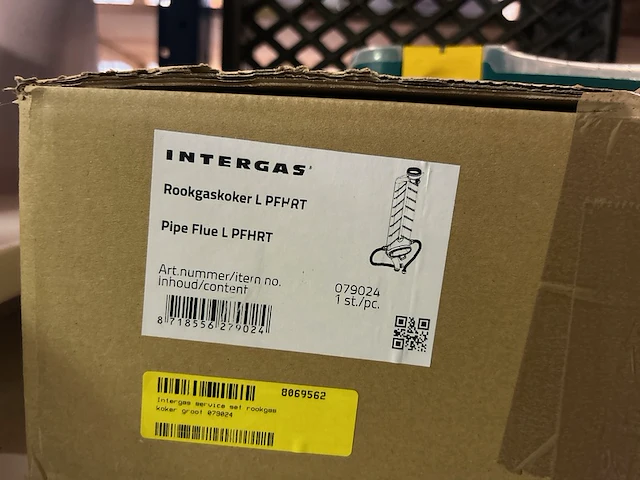 INTERGAS
Rookgaskoker L PFHRT
Pipe Flue L PFHRT
Art.nummer/item no. 079024
Inhoud/content 1 st./pc.
8 718556 279024
8069562
Intergas service set rookgas
koker groot 079024